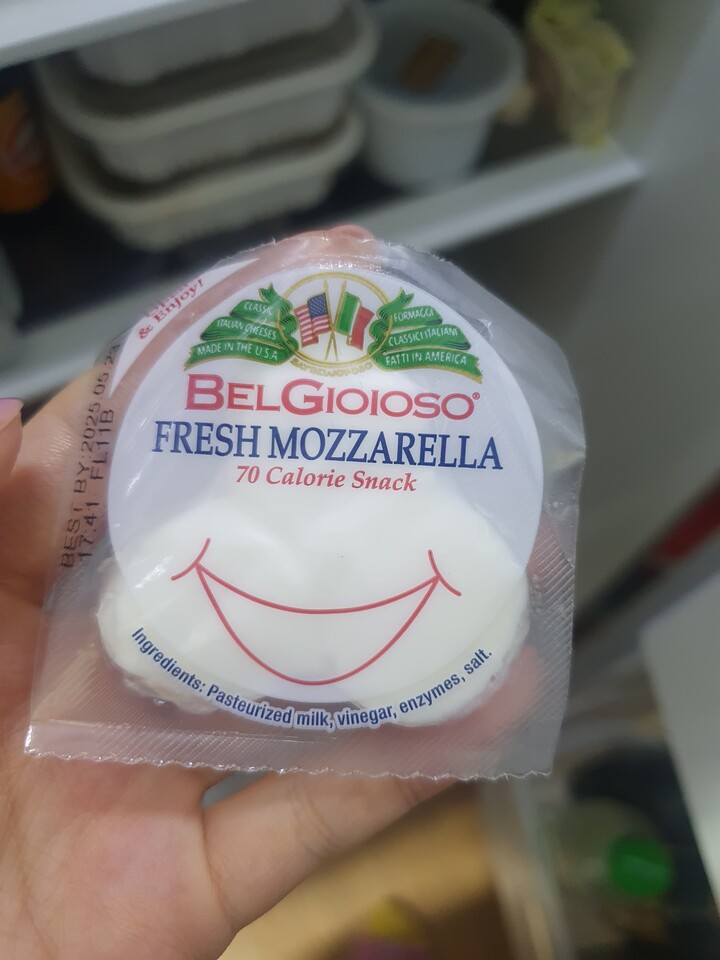 & Enjoy!
CLASSIC
ITALIAN CHEESES
MADE IN THE U.S.A
FORMAGGI
CLASSICI ITALIANI
FATTI IN AMERICA
BELGIOIOSO®
FRESH MOZZARELLA
70 Calorie Snack
Ingredients: Pasteurized milk, vinegar, enzymes, salt.
BEST BY:2025.05.23
17:41 FL11B